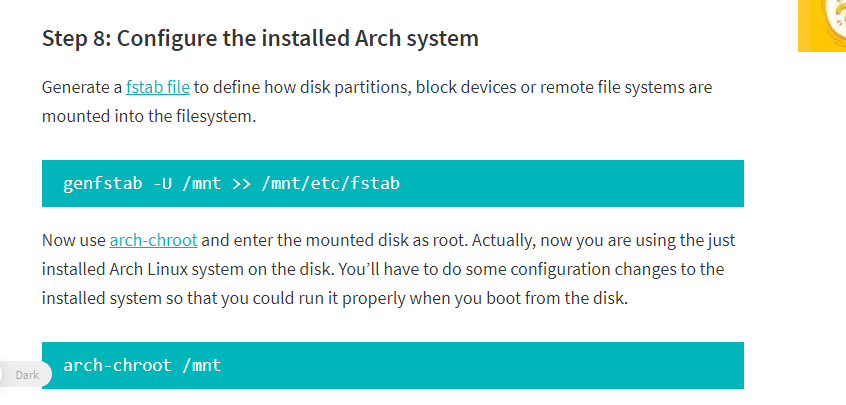 Step 8: Configure the installed Arch system
Generate a fstab file to define how disk partitions, block devices or remote file systems are
mounted into the filesystem.
genfstab -U /mnt >> /mnt/etc/fstab
Now use arch-chroot and enter the mounted disk as root. Actually, now you are using the just
installed Arch Linux system on the disk. You’ll have to do some configuration changes to the
installed system so that you could run it properly when you boot from the disk.
arch-chroot /mnt
Dark